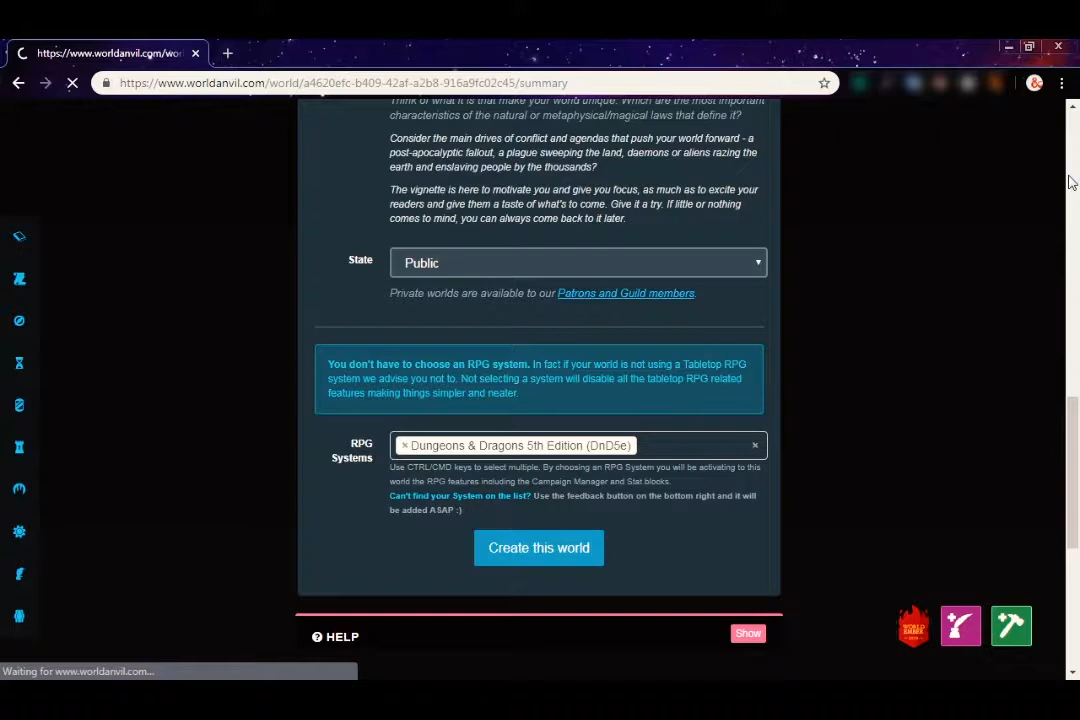 https://www.worldanvil.com/wo
https://www.worldanvil.com/world/a4620efc-b409-42af-a2b8-916a9fc02c45/summary
Think of what it is that make your world unique. Which are the most important
characteristics of the natural or metaphysical/magical laws that define it?
Consider the main drives of conflict and agendas that push your world forward - a
post-apocalyptic fallout, a plague sweeping the land, daemons or aliens razing the
earth and enslaving people by the thousands?
The vignette is here to motivate you and give you focus, as much as to excite your
readers and give them a taste of what's to come. Give it a try. If little or nothing
comes to mind, you can always come back to it later.
State
Public
Private worlds are available to our Patrons and Guild members.
You don't have to choose an RPG system. In fact if your world is not using a Tabletop RPG
system we advise you not to. Not selecting a system will disable all the tabletop RPG related
features making things simpler and neater.
RPG
Systems
× Dungeons & Dragons 5th Edition (DnD5e) ×
Use CTRL/CMD keys to select multiple. By choosing an RPG System you will be activating to this
world the RPG features including the Campaign Manager and Stat blocks.
Can't find your System on the list? Use the feedback button on the bottom right and it will
be added ASAP :)
Create this world
HELP
Show
WORLD
EMBER
Waiting for www.worldanvil.com...